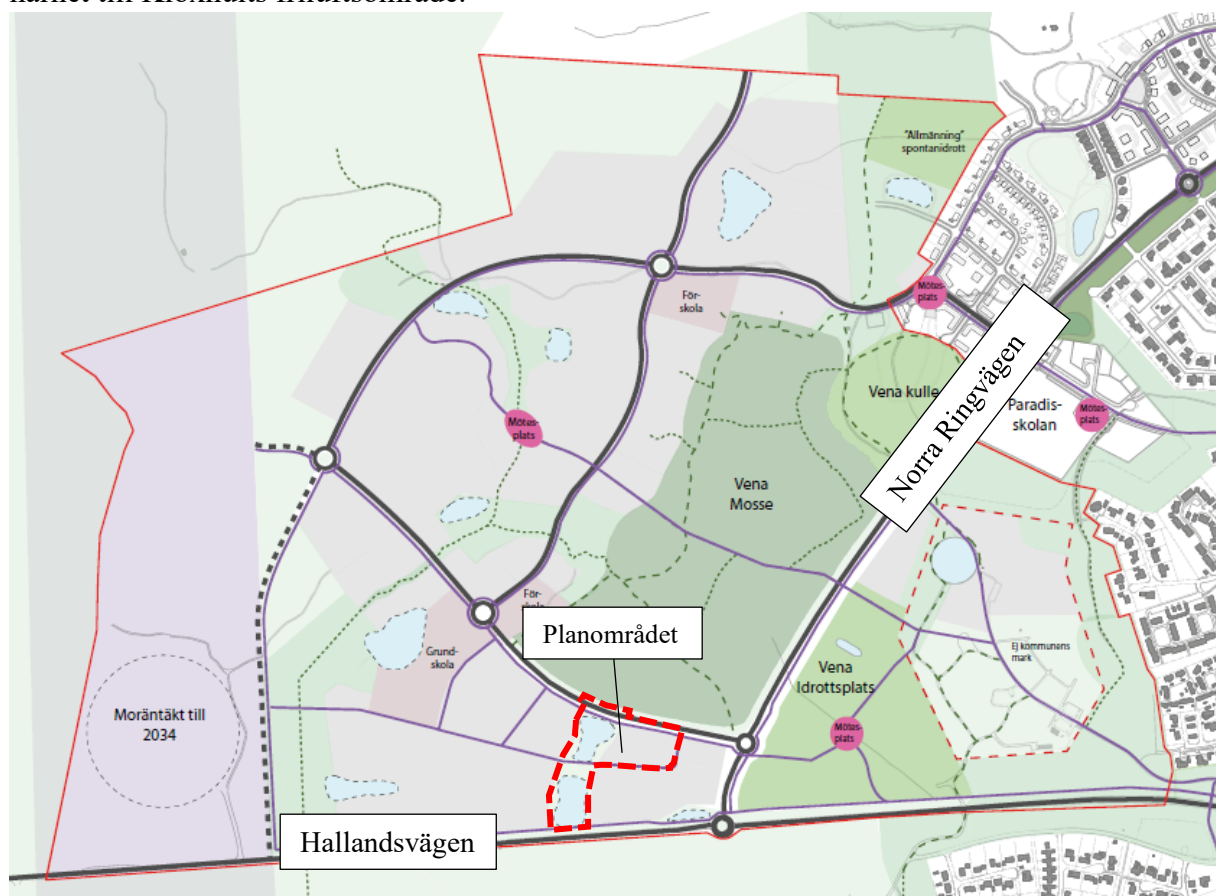 "Allmänning"
spontanidrott
Mötes-
plats
För-
skola
Norra Ringvägen
Vena kulle
Paradis-
skolan
Mötes-
plats
Mötes-
plats
Vena
Mosse
För-
Planområdet
Grund-
skola
Ej kommunens
mark
Vena
Idrottsplats
Mötes-
plats
Moräntäkt till
2034
Hallandsvägen